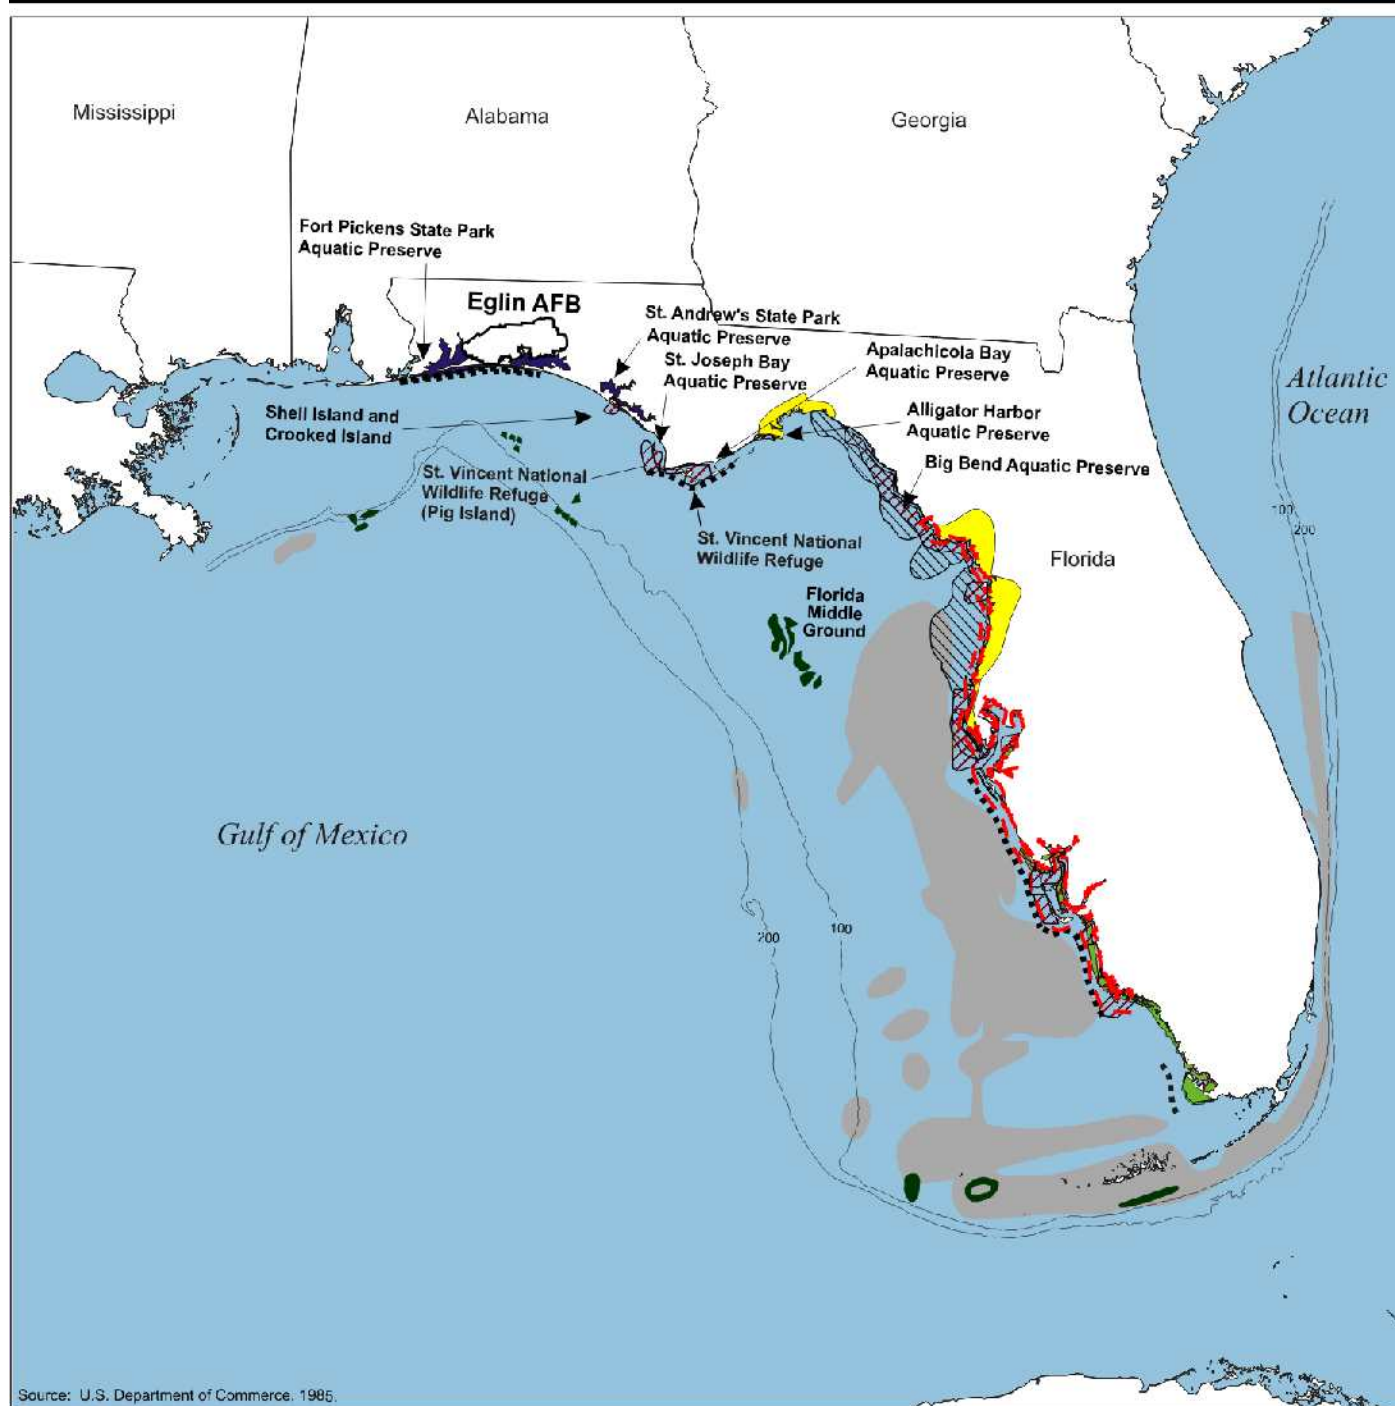 Mississippi
Alabama
Georgia
Fort Pickens State Park
Aquatic Preserve
Eglin AFB
St. Andrew's State Park
Aquatic Preserve
St. Joseph Bay
Aquatic Preserve
Apalachicola Bay
Aquatic Preserve
Atlantic
Ocean
Shell Island and
Crooked Island
Alligator Harbor
Aquatic Preserve
Big Bend Aquatic Preserve
St. Vincent National
Wildlife Refuge
(Pig Island)
St. Vincent National
Wildlife Refuge
100
200
Florida
Florida
Middle
Ground
Gulf of Mexico
200
100
Source: U.S. Department of Commerce. 1985.